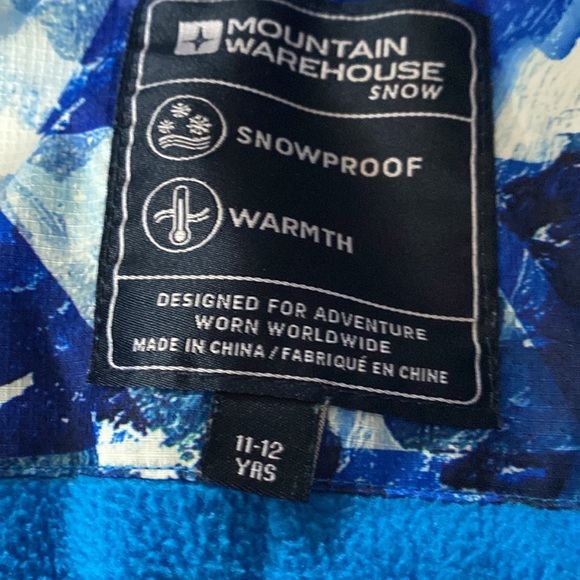 MOUNTAIN
WAREHOUSE
SNOW
SNOWPROOF
WARMTH
DESIGNED FOR ADVENTURE
WORN WORLDWIDE
MADE IN CHINA / FABRIQUÉ EN CHINE
11-12
YRS